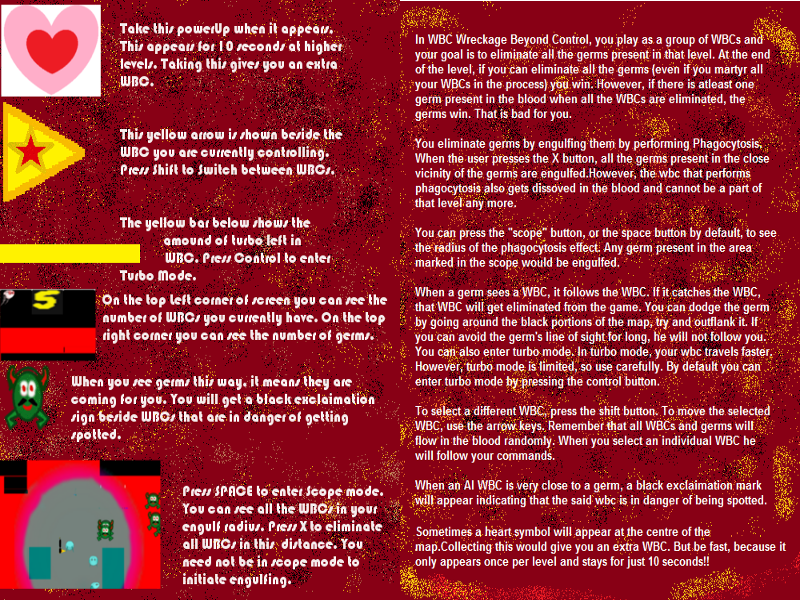 Take this powerUp when it appears.
This appears for 10 seconds at higher
levels. Taking this gives you an extra
WBC.
This yellow arrow is shown beside the
WBC you are currently controlling.
Press Shift to Switch between WBCs.
The yellow bar below shows the
amound of turbo left in
WBC. Press Control to enter
Turbo Mode.
S
On the top Left corner of screen you can see the
number of WBCs you currently have. On the top
right corner you can see the number of germs.
When you see germs this way, it means they are
coming for you. You will get a black exclaimation
sign beside WBCs that are in danger of getting
spotted.
Press SPACE to enter Scope mode.
You can see all the WBCs in your
engulf radius. Press X to eliminate
all WBCs in this distance. You
need not be in scope mode to
initiate engulfing.
In WBC Wreckage Beyond Control, you play as a group of WBCs and
your goal is to eliminate all the germs present in that level. At the end
of the level, if you can eliminate all the germs (even if you martyr all
your WBCs in the process) you win. However, if there is atleast one
germ present in the blood when all the WBCs are eliminated, the
germs win. That is bad for you.
You eliminate germs by engulfing them by performing Phagocytosis,
When the user presses the X button, all the germs present in the close
vicinity of the germs are engulfed.However, the wbc that performs
phagocytosis also gets dissoved in the blood and cannot be a part of
that level any more.
You can press the "scope" button, or the space button by default, to see
the radius of the phagocytosis effect. Any germ present in the area
marked in the scope would be engulfed.
When a germ sees a WBC, it follows the WBC. If it catches the WBC,
that WBC will get eliminated from the game. You can dodge the germ
by going around the black portions of the map, try and outflank it. If
you can avoid the germ's line of sight for long, he will not follow you.
You can also enter turbo mode. In turbo mode, your wbc travels faster.
However, turbo mode is limited, so use carefully. By default you can
enter turbo mode by pressing the control button.
To select a different WBC, press the shift button. To move the selected
WBC, use the arrow keys. Remember that all WBCs and germs will
flow in the blood randomly. When you select an individual WBC he
will follow your commands.
When an AI WBC is very close to a germ, a black exclaimation mark
will appear indicating that the said wbc is in danger of being spotted.
Sometimes a heart symbol will appear at the centre of the
map.Collecting this would give you an extra WBC. But be fast, because it
only appears once per level and stays for just 10 seconds!!